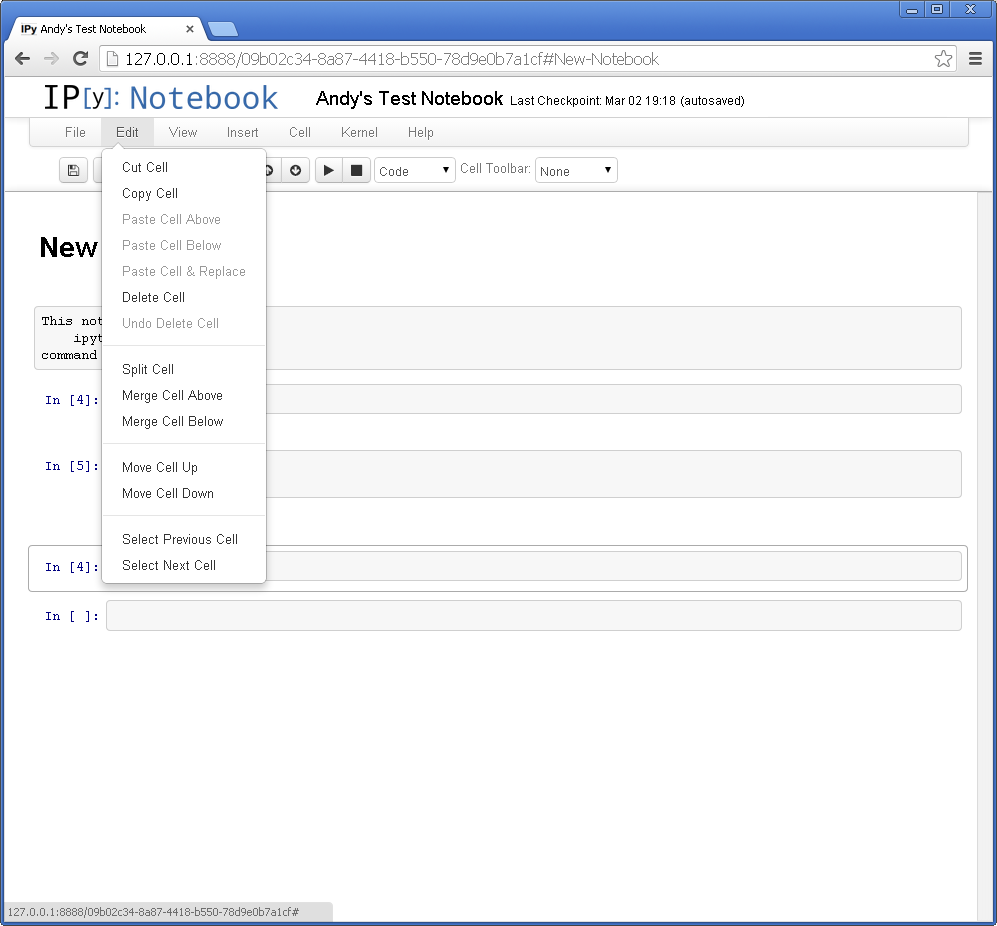 IPy Andy's Test Notebook
127.0.0.1:8888/09b02c34-8a87-4418-b550-78d9e0b7a1cf#New-Notebook
IP[y]: Notebook Andy's Test Notebook Last Checkpoint: Mar 02 19:18 (autosaved)
File Edit View Insert Cell Kernel Help
Code Cell Toolbar: None
Cut Cell
Copy Cell
Paste Cell Above
Paste Cell Below
Paste Cell & Replace
Delete Cell
Undo Delete Cell
Split Cell
Merge Cell Above
Merge Cell Below
Move Cell Up
Move Cell Down
Select Previous Cell
Select Next Cell
New
This not
ipyt
command
In [4]:
In [5]:
In [4]:
In [ ]:
127.0.0.1:8888/09b02c34-8a87-4418-b550-78d9e0b7a1cf#